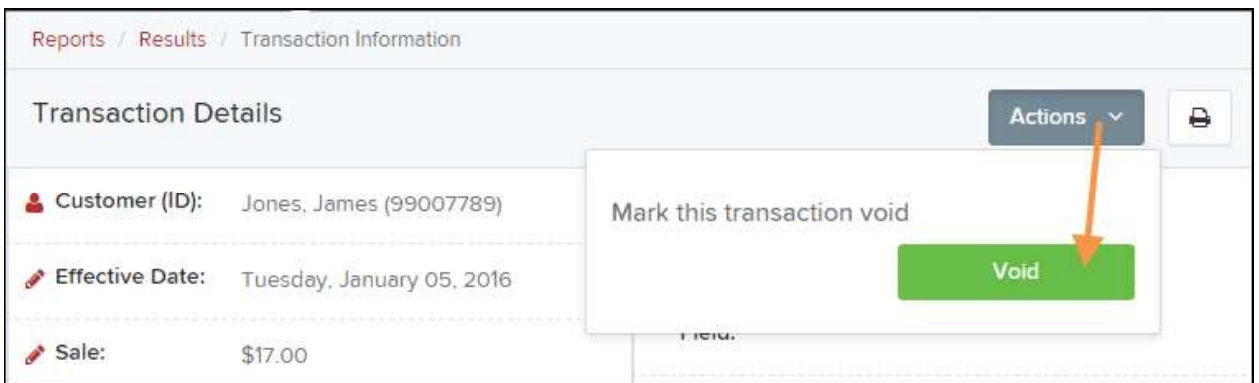 Reports / Results / Transaction Information
Transaction Details
Actions
Customer (ID): Jones, James (99007789)
Mark this transaction void
Effective Date: Tuesday, January 05, 2016
Void
Sale: $17.00
Field: